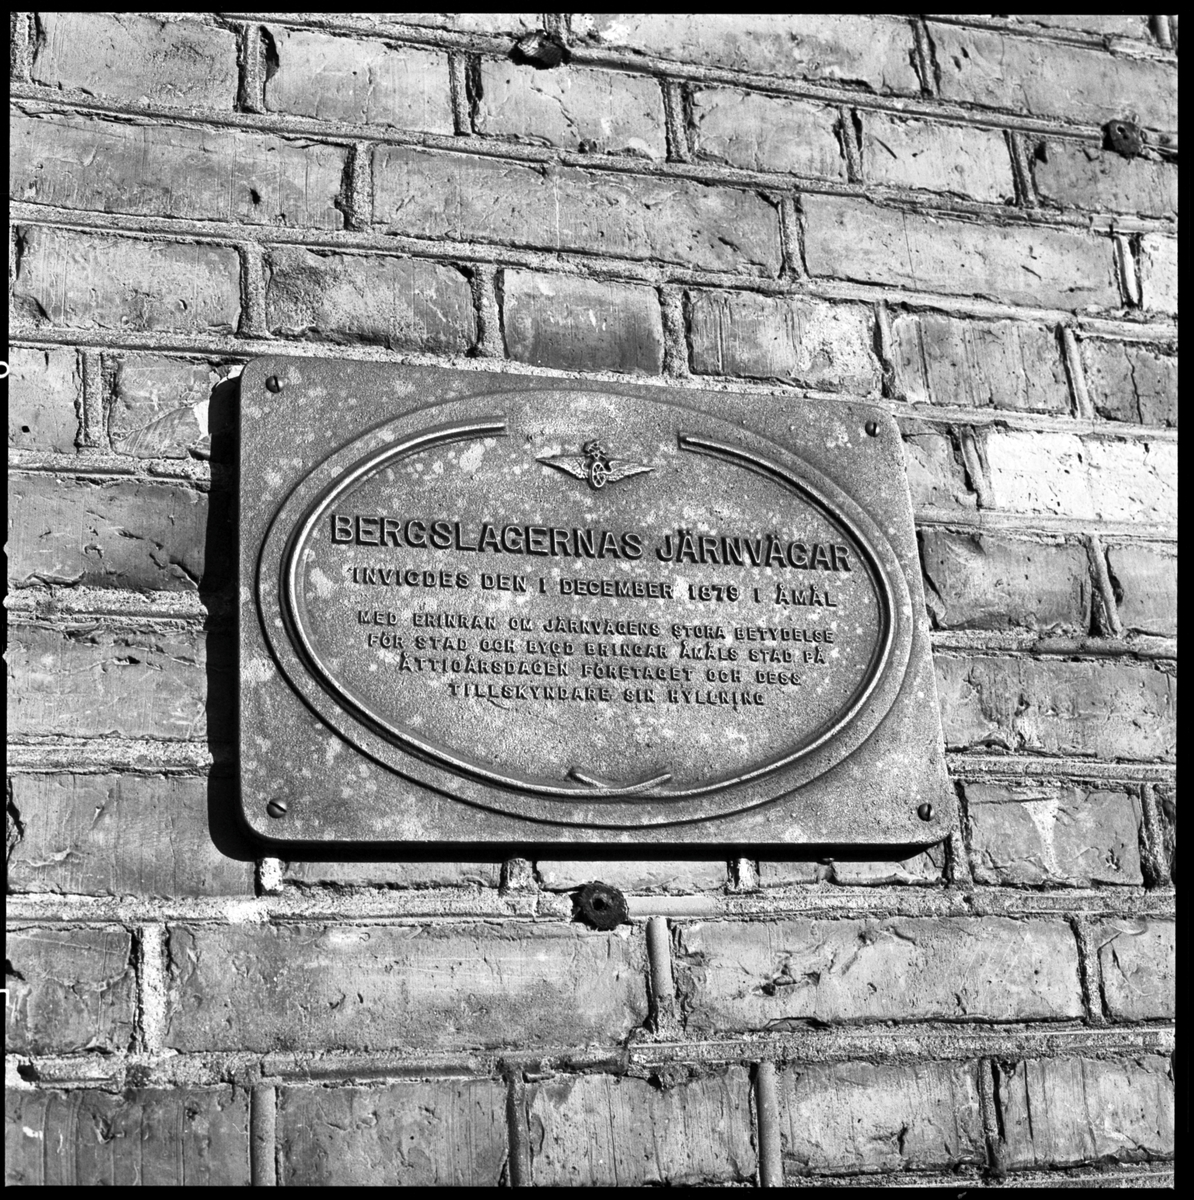 BERGSLAGERNAS JÄRNVÄGAR
INVIGDES DEN 1 DECEMBER 1879 I ÅMÅL
MED ERINRAN OM JÄRNVÄGENS STORA BETYDELSE
FÖR STAD OCH BYGD BRINGAR ÅMÅLS STAD PÅ
ÅTTIOÅRSDAGEN FÖRETAGET OCH DESS
TILLSKYNDARE SIN HYLLNING